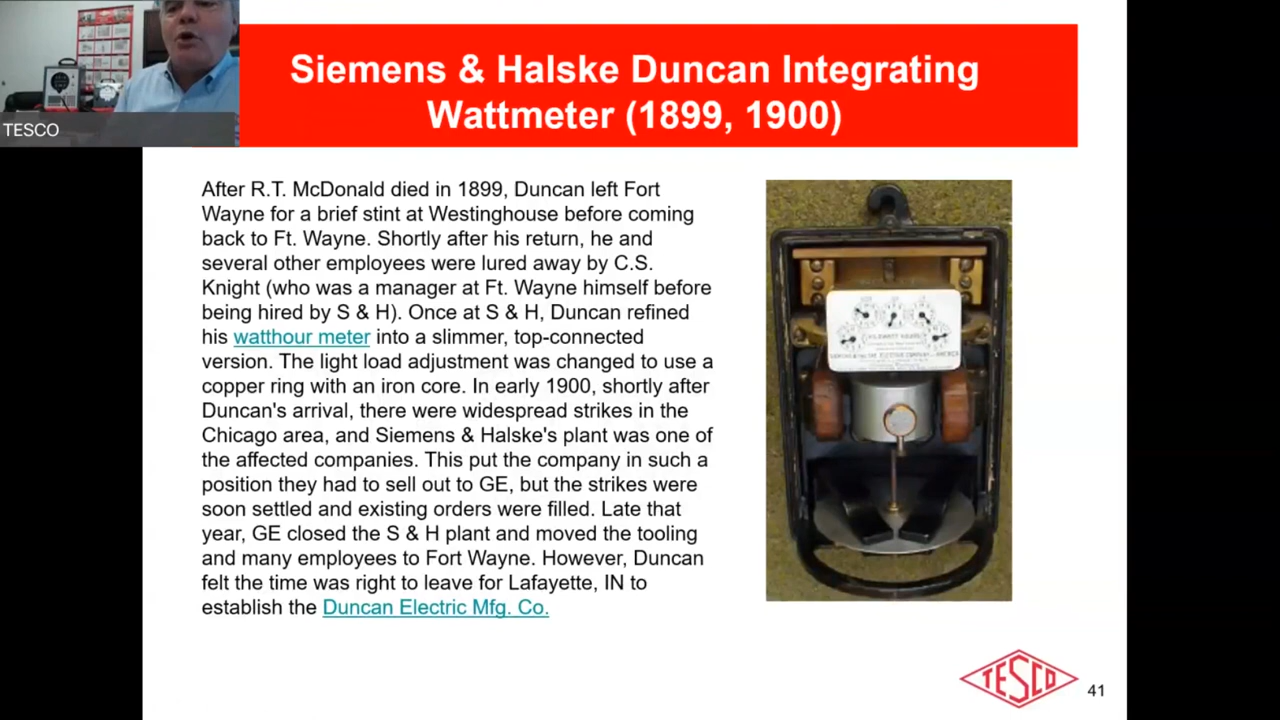 Siemens & Halske Duncan Integrating
Wattmeter (1899, 1900)
TESCO
After R.T. McDonald died in 1899, Duncan left Fort
Wayne for a brief stint at Westinghouse before coming
back to Ft. Wayne. Shortly after his return, he and
several other employees were lured away by C.S.
Knight (who was a manager at Ft. Wayne himself before
being hired by S & H). Once at S & H, Duncan refined
his watthour meter into a slimmer, top-connected
version. The light load adjustment was changed to use a
copper ring with an iron core. In early 1900, shortly after
Duncan's arrival, there were widespread strikes in the
Chicago area, and Siemens & Halske's plant was one of
the affected companies. This put the company in such a
position they had to sell out to GE, but the strikes were
soon settled and existing orders were filled. Late that
year, GE closed the S & H plant and moved the tooling
and many employees to Fort Wayne. However, Duncan
felt the time was right to leave for Lafayette, IN to
establish the Duncan Electric Mfg. Co.
TESCO
41